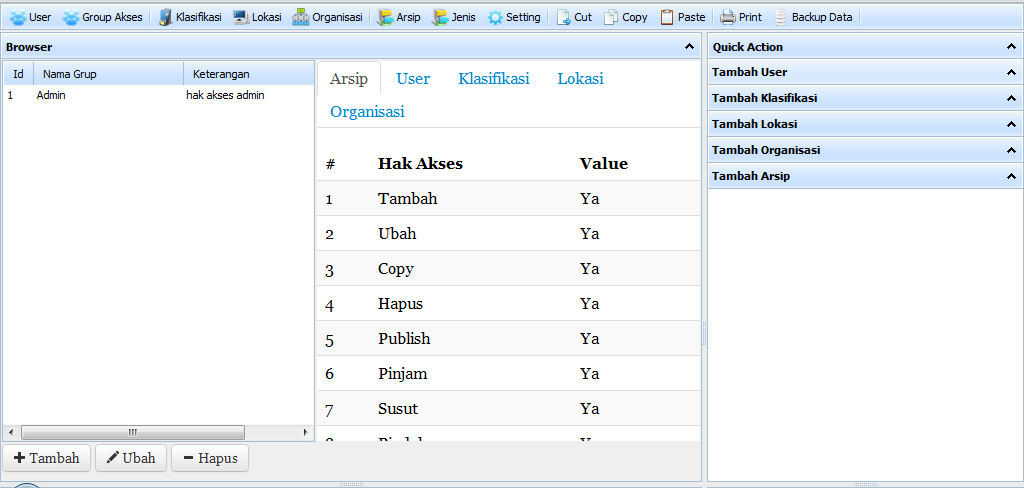 User Group Akses Klasifikasi Lokasi Organisasi Arsip Jenis Setting Cut Copy Paste Print Backup Data
Browser
Id Nama Grup Keterangan
1 Admin hak akses admin
Tambah Ubah Hapus
Arsip User Klasifikasi Lokasi
Organisasi
# Hak Akses Value
1 Tambah Ya
2 Ubah Ya
3 Copy Ya
4 Hapus Ya
5 Publish Ya
6 Pinjam Ya
7 Susut Ya
Quick Action
Tambah User
Tambah Klasifikasi
Tambah Lokasi
Tambah Organisasi
Tambah Arsip